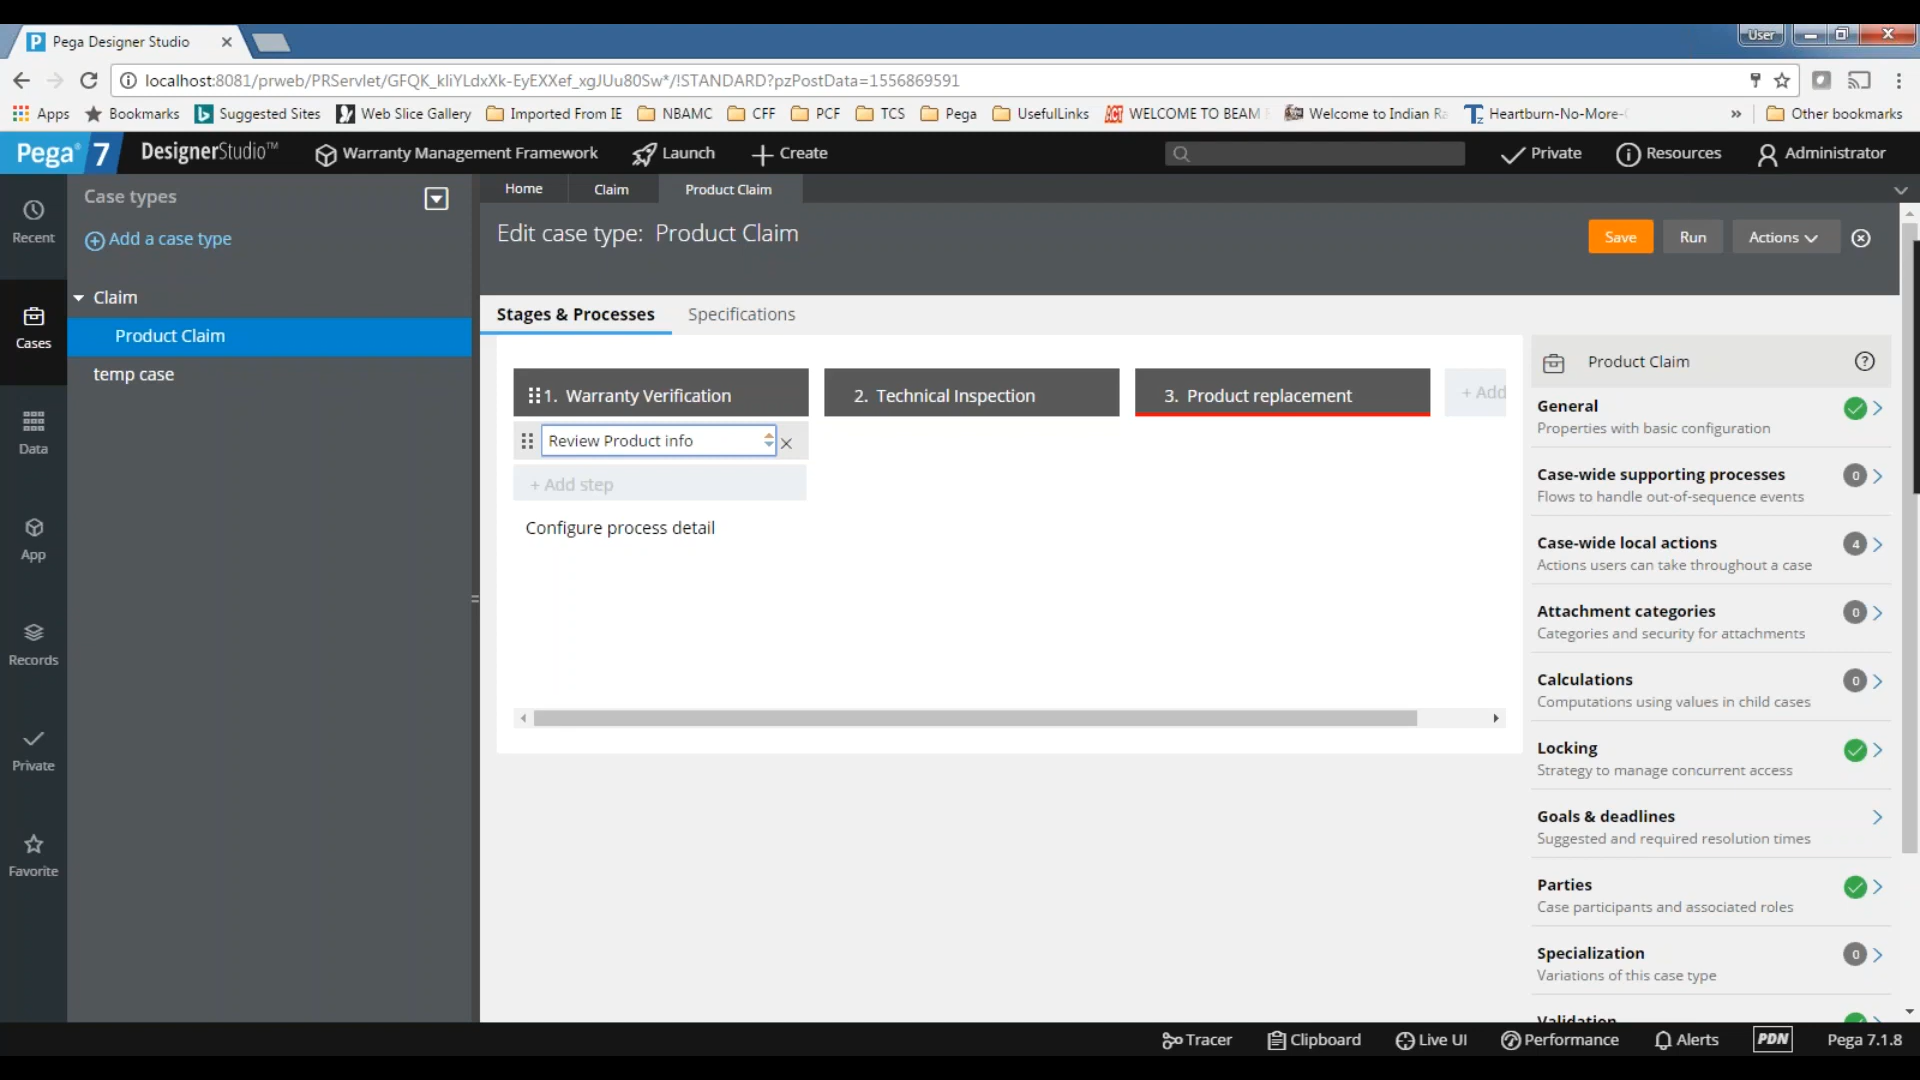 Pega Designer Studio
User
localhost:8081/prweb/PRServlet/GFQK_kliYLdxXk-EyEXXef_xgJUu80Sw*/!STANDARD?pzPostData=1556869591
Apps Bookmarks Suggested Sites Web Slice Gallery Imported From IE NBAMC CFF PCF TCS Pega UsefulLinks WELCOME TO BEAM Welcome to Indian Ra Heartburn-No-More- » Other bookmarks
Pega 7 DesignerStudio™ Warranty Management Framework Launch + Create Private Resources Administrator
Recent
Cases
Data
App
Records
Private
Favorite
Case types
Add a case type
Claim
Product Claim
temp case
Home Claim Product Claim
Edit case type: Product Claim
Save Run Actions
Stages & Processes Specifications
1. Warranty Verification 2. Technical Inspection 3. Product replacement + Add
Review Product info
+ Add step
Configure process detail
Product Claim
General
Properties with basic configuration
Case-wide supporting processes 0
Flows to handle out-of-sequence events
Case-wide local actions 4
Actions users can take throughout a case
Attachment categories 0
Categories and security for attachments
Calculations 0
Computations using values in child cases
Locking
Strategy to manage concurrent access
Goals & deadlines
Suggested and required resolution times
Parties
Case participants and associated roles
Specialization 0
Variations of this case type
Validation
Tracer Clipboard Live UI Performance Alerts PDN Pega 7.1.8